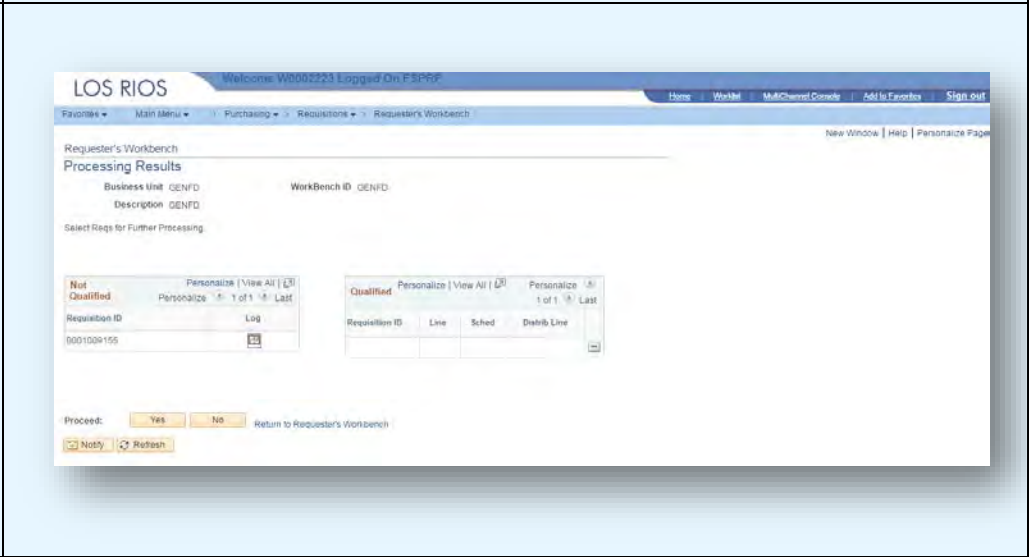 LOS RIOS
Welcome: W0002223 Logged On FSPRF
Home | Worklist | MultiChannel Console | Add to Favorites | Sign out
Favorites Main Menu > Purchasing > Requisitions > Requester's Workbench
New Window | Help | Personalize Page
Requester's Workbench
Processing Results
Business Unit GENFD WorkBench ID GENFD
Description GENFD
Select Reqs for Further Processing.
Not Qualified Personalize | View All |
Personalize 1 of 1 Last
Requisition ID Log
0001009155
Qualified Personalize | View All | Personalize
1 of 1 Last
Requisition ID Line Sched Distrib Line
Proceed: Yes No Return to Requester's Workbench
Notify Refresh